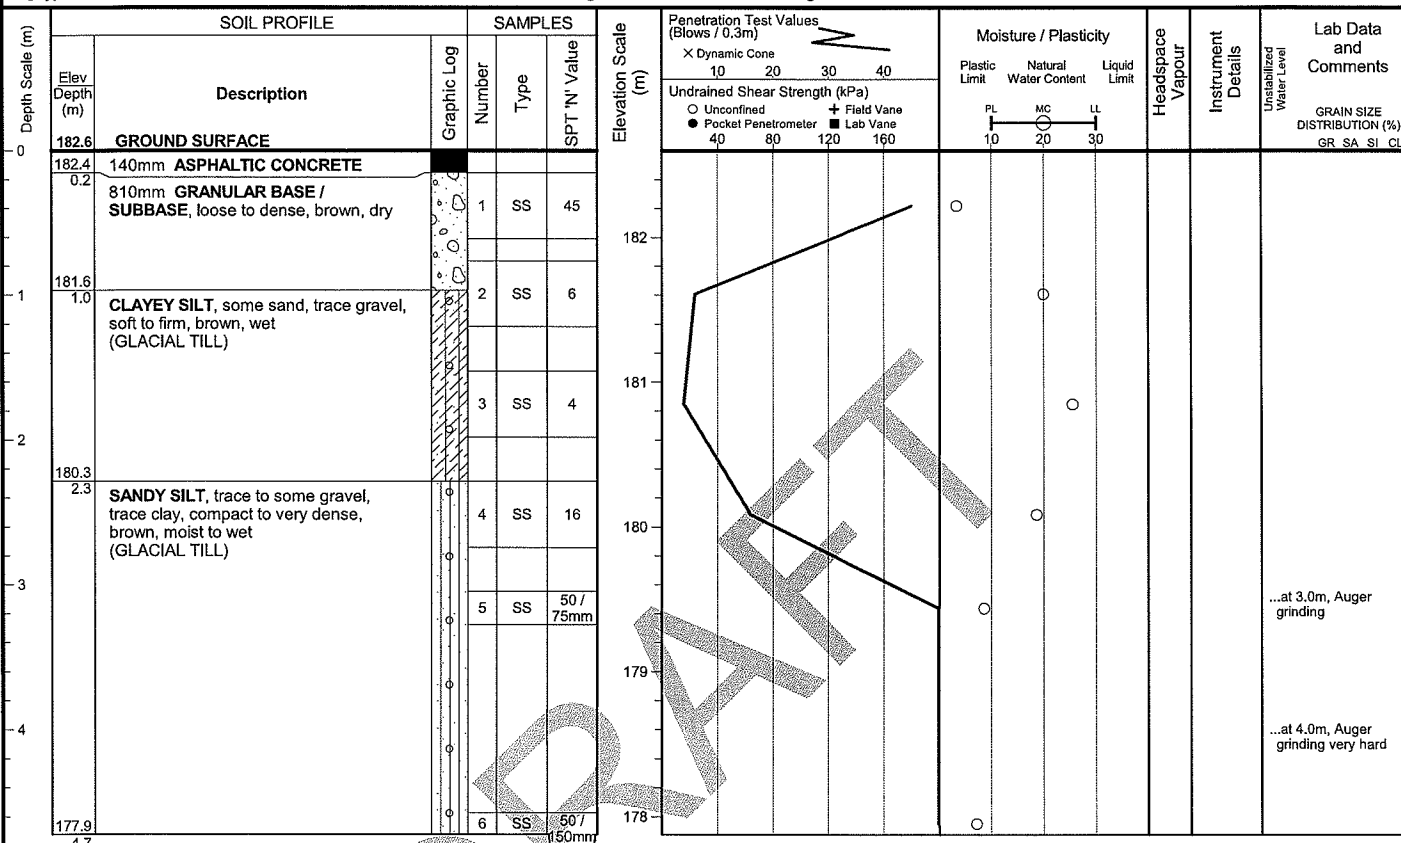 SOIL PROFILE
SAMPLES
Depth Scale (m)
Elev
Depth
(m)
Description
Graphic Log
Number
Type
SPT 'N' Value
Elevation Scale
(m)
Penetration Test Values
(Blows / 0.3m)
X Dynamic Cone
10 20 30 40
Undrained Shear Strength (kPa)
O Unconfined + Field Vane
● Pocket Penetrometer ■ Lab Vane
40 80 120 160
Moisture / Plasticity
Plastic Limit
Natural Water Content
Liquid Limit
PL MC LL
10 20 30
Headspace
Vapour
Instrument
Details
Unstabilized
Water Level
Lab Data
and
Comments
GRAIN SIZE
DISTRIBUTION (%)
GR SA SI CL
182.6 GROUND SURFACE
0
182.4 140mm ASPHALTIC CONCRETE
0.2
810mm GRANULAR BASE /
SUBBASE, loose to dense, brown, dry
1 SS 45
182
181.6
1.0
1
CLAYEY SILT, some sand, trace gravel,
soft to firm, brown, wet
(GLACIAL TILL)
2 SS 6
181
3 SS 4
2
180.3
2.3
SANDY SILT, trace to some gravel,
trace clay, compact to very dense,
brown, moist to wet
(GLACIAL TILL)
4 SS 16
180
3
5 SS 50 /
75mm
...at 3.0m, Auger
grinding
179
4
...at 4.0m, Auger
grinding very hard
178
177.9
4.7
6 SS 50 /
150mm
DRAFT